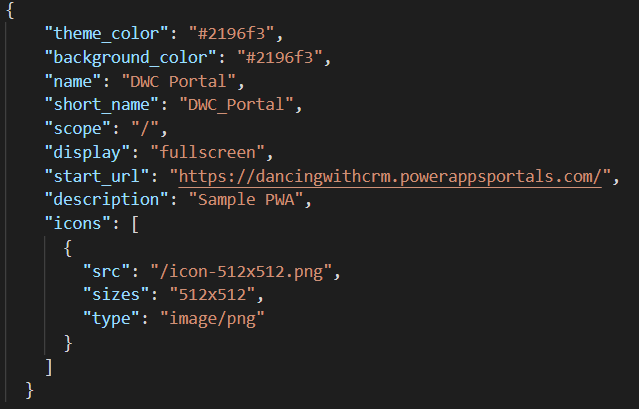 {
"theme_color": "#2196f3",
"background_color": "#2196f3",
"name": "DWC Portal",
"short_name": "DWC_Portal",
"scope": "/",
"display": "fullscreen",
"start_url": "https://dancingwithcrm.powerappsportals.com/",
"description": "Sample PWA",
"icons": [
{
"src": "/icon-512x512.png",
"sizes": "512x512",
"type": "image/png"
}
]
}